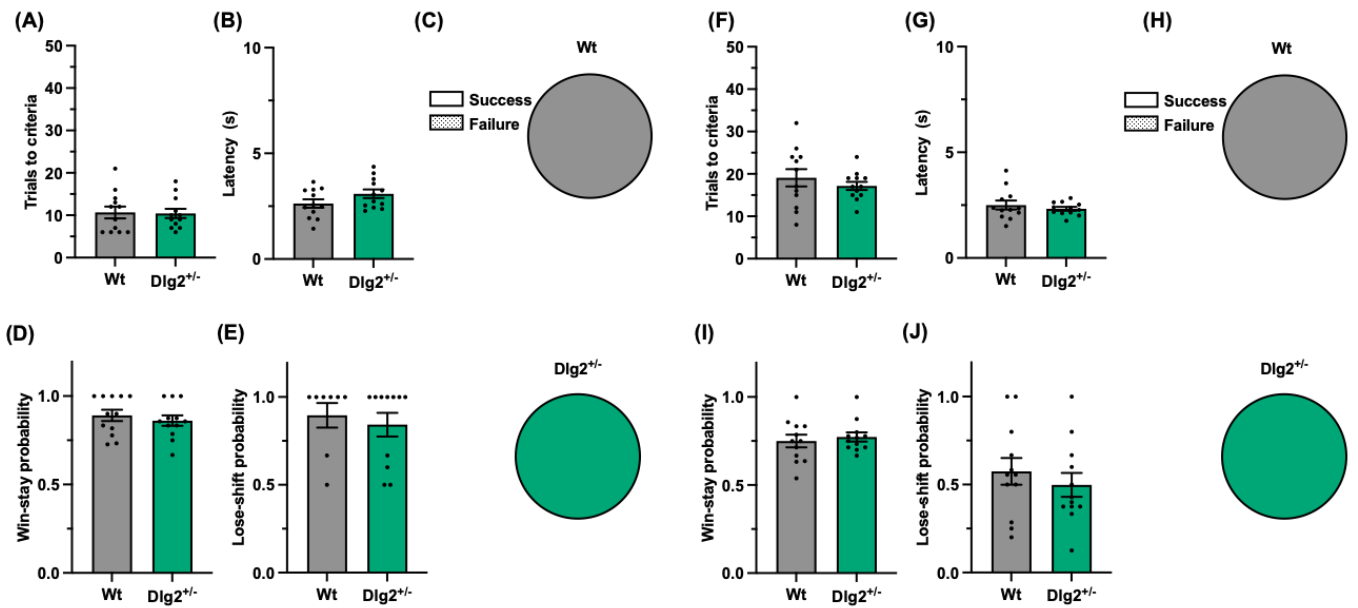 (A)
Trials to criteria
50
40
30
20
10
0
Wt
Dlg2+/-
(B)
Latency (s)
10
5
0
Wt
Dlg2+/-
(C)
Wt
Success
Failure
Dlg2+/-
(D)
Win-stay probability
1.0
0.5
0.0
Wt
Dlg2+/-
(E)
Lose-shift probability
1.0
0.5
0.0
Wt
Dlg2+/-
(F)
Trials to criteria
50
40
30
20
10
0
Wt
Dlg2+/-
(G)
Latency (s)
10
5
0
Wt
Dlg2+/-
(H)
Wt
Success
Failure
Dlg2+/-
(I)
Win-stay probability
1.0
0.5
0.0
Wt
Dlg2+/-
(J)
Lose-shift probability
1.0
0.5
0.0
Wt
Dlg2+/-